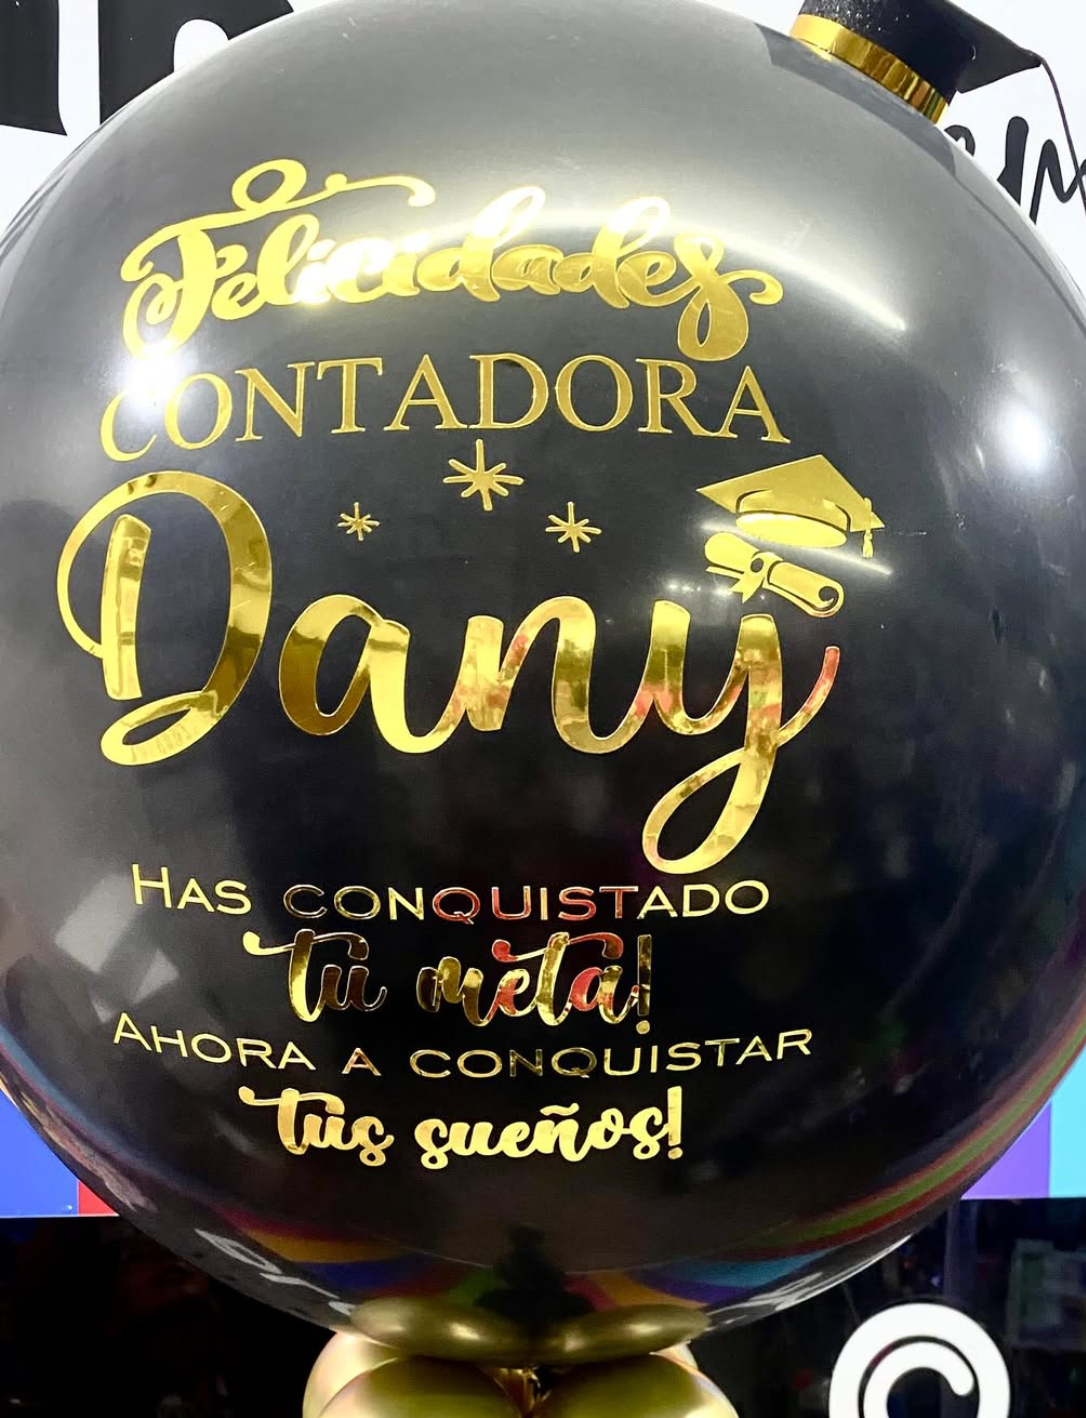 Felicidades
CONTADORA
Dany
HAS CONQUISTADO
tu meta!
AHORA A CONQUISTAR
tus sueños!